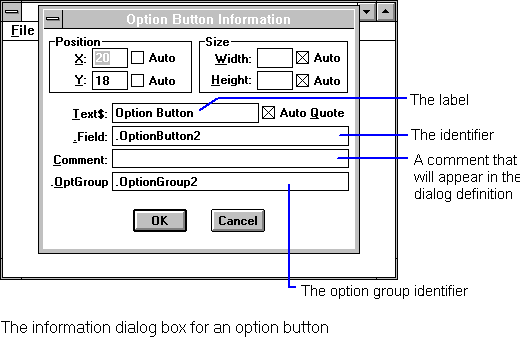 Option Button Information
File
Position
Size
X: 20 Auto
Width: Auto
Y: 18 Auto
Height: Auto
Text$: Option Button Auto Quote
The label
.Field: .OptionButton2
The identifier
Comment:
A comment that
will appear in the
dialog definition
.OptGroup .OptionGroup2
OK Cancel
The option group identifier
The information dialog box for an option button